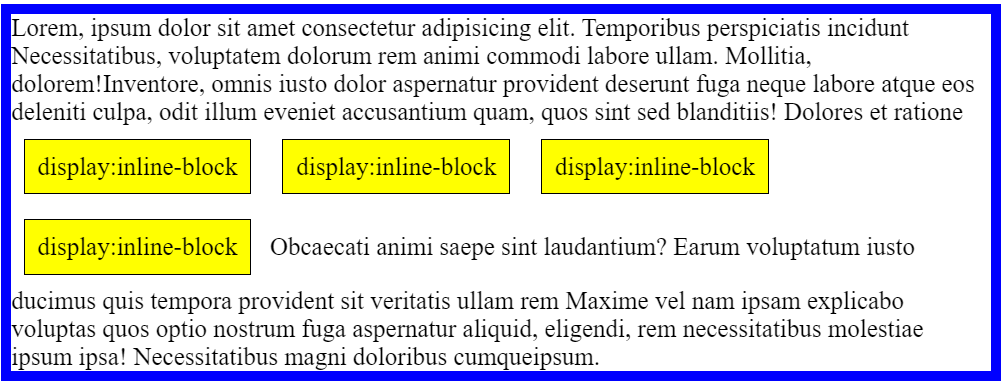 Lorem, ipsum dolor sit amet consectetur adipisicing elit. Temporibus perspiciatis incidunt
Necessitatibus, voluptatem dolorum rem animi commodi labore ullam. Mollitia,
dolorem!Inventore, omnis iusto dolor aspernatur provident deserunt fuga neque labore atque eos
deleniti culpa, odit illum eveniet accusantium quam, quos sint sed blanditiis! Dolores et ratione
display:inline-block display:inline-block display:inline-block
display:inline-block Obcaecati animi saepe sint laudantium? Earum voluptatum iusto
ducimus quis tempora provident sit veritatis ullam rem Maxime vel nam ipsam explicabo
voluptas quos optio nostrum fuga aspernatur aliquid, eligendi, rem necessitatibus molestiae
ipsum ipsa! Necessitatibus magni doloribus cumqueipsum.